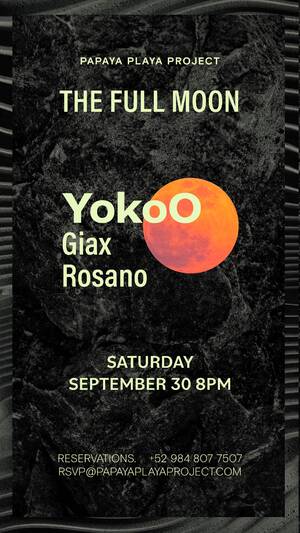 PAPAYA PLAYA PROJECT
THE FULL MOON
YokoO
Giax
Rosano
SATURDAY
SEPTEMBER 30 8PM
RESERVATIONS. +52 984 807 7507
RSVP@PAPAYAPLAYAPROJECT.COM